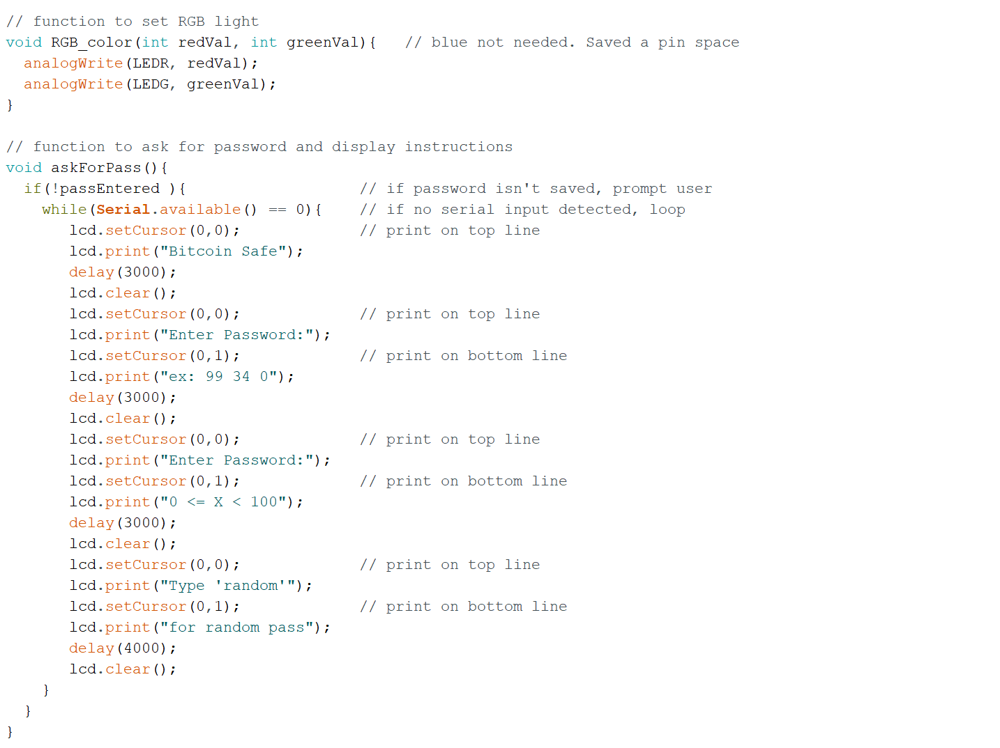 // function to set RGB light
void RGB_color(int redVal, int greenVal){   // blue not needed. Saved a pin space
  analogWrite(LEDR, redVal);
  analogWrite(LEDG, greenVal);
}

// function to ask for password and display instructions
void askForPass(){
  if(!passEntered ){                   // if password isn't saved, prompt user
    while(Serial.available() == 0){    // if no serial input detected, loop
       lcd.setCursor(0,0);             // print on top line
       lcd.print("Bitcoin Safe");
       delay(3000);
       lcd.clear();
       lcd.setCursor(0,0);             // print on top line
       lcd.print("Enter Password:");
       lcd.setCursor(0,1);             // print on bottom line
       lcd.print("ex: 99 34 0");
       delay(3000);
       lcd.clear();
       lcd.setCursor(0,0);             // print on top line
       lcd.print("Enter Password:");
       lcd.setCursor(0,1);             // print on bottom line
       lcd.print("0 <= X < 100");
       delay(3000);
       lcd.clear();
       lcd.setCursor(0,0);             // print on top line
       lcd.print("Type 'random'");
       lcd.setCursor(0,1);             // print on bottom line
       lcd.print("for random pass");
       delay(4000);
       lcd.clear();
    }
  }
}